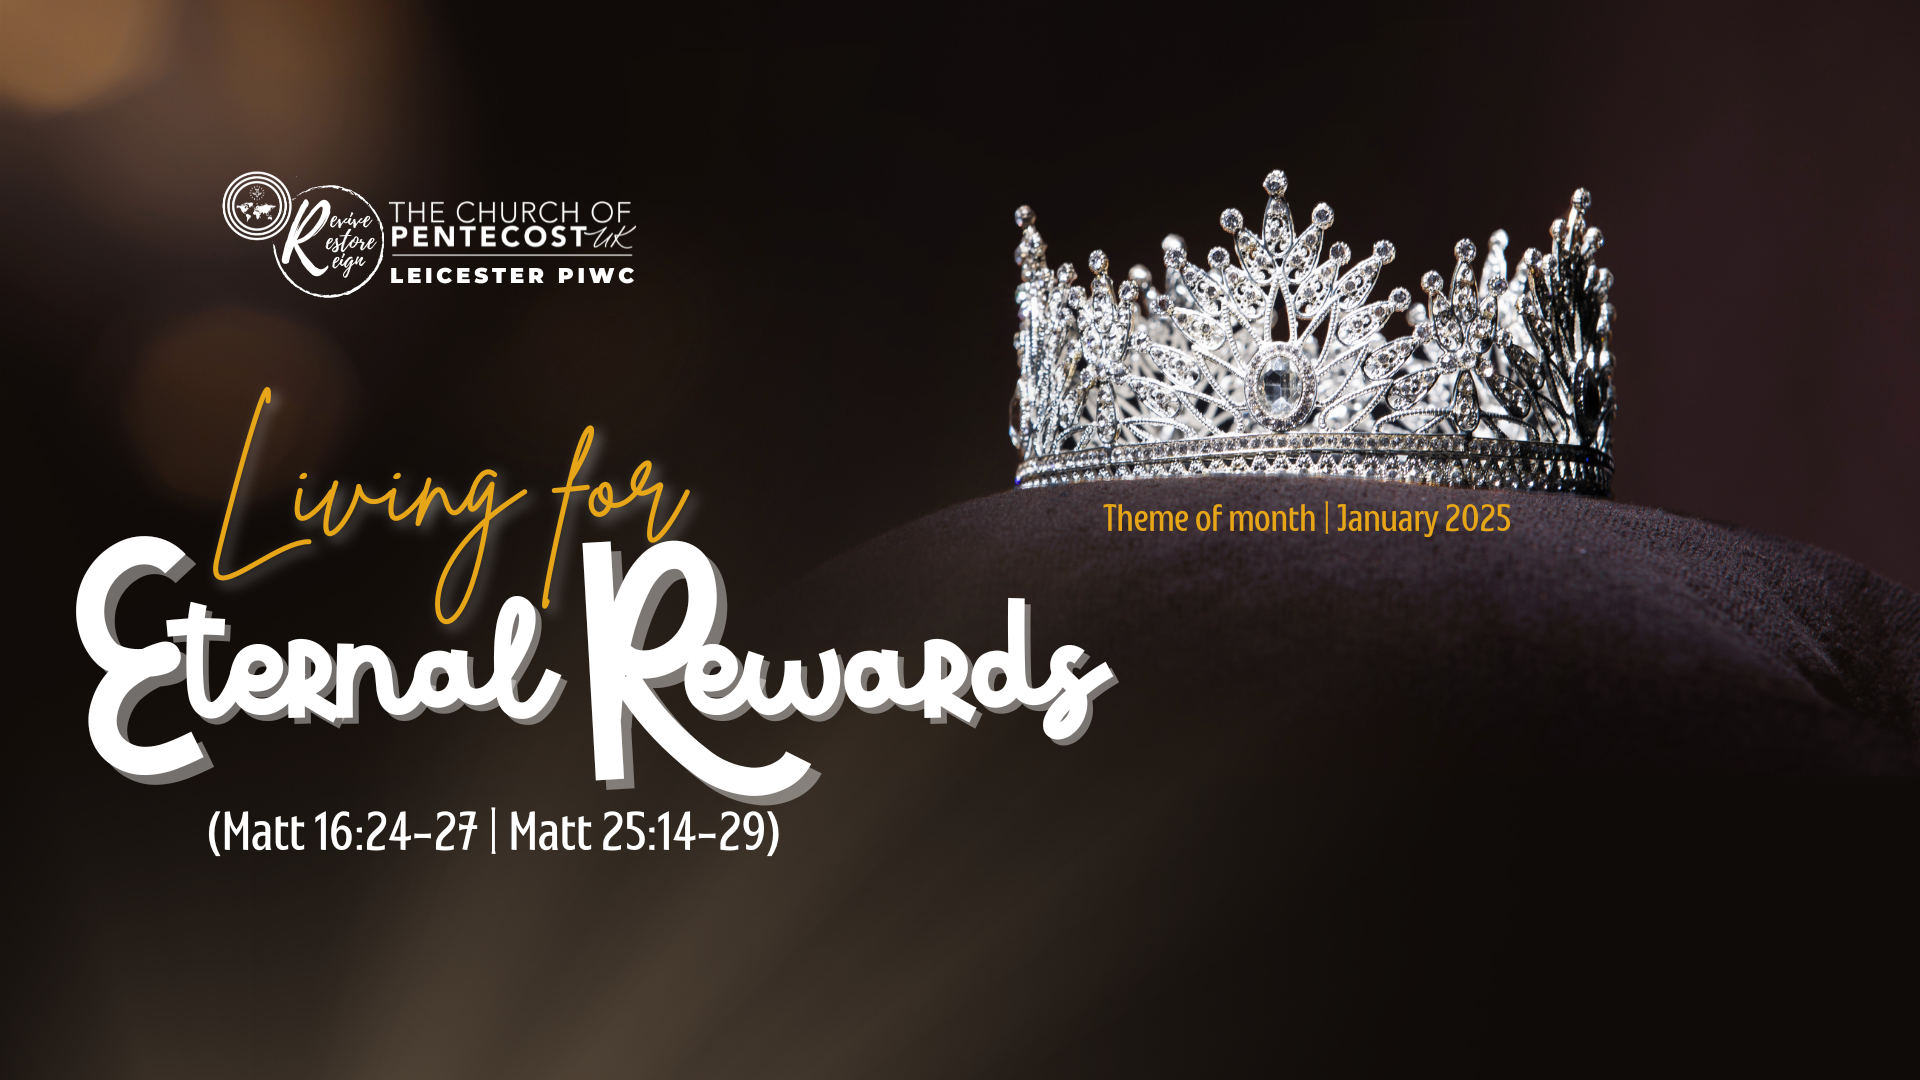 Revive
Restore
Reign
THE CHURCH OF
PENTECOST UK
LEICESTER PIWC
Living for
Eternal Rewards
(Matt 16:24-27 | Matt 25:14-29)
Theme of month | January 2025